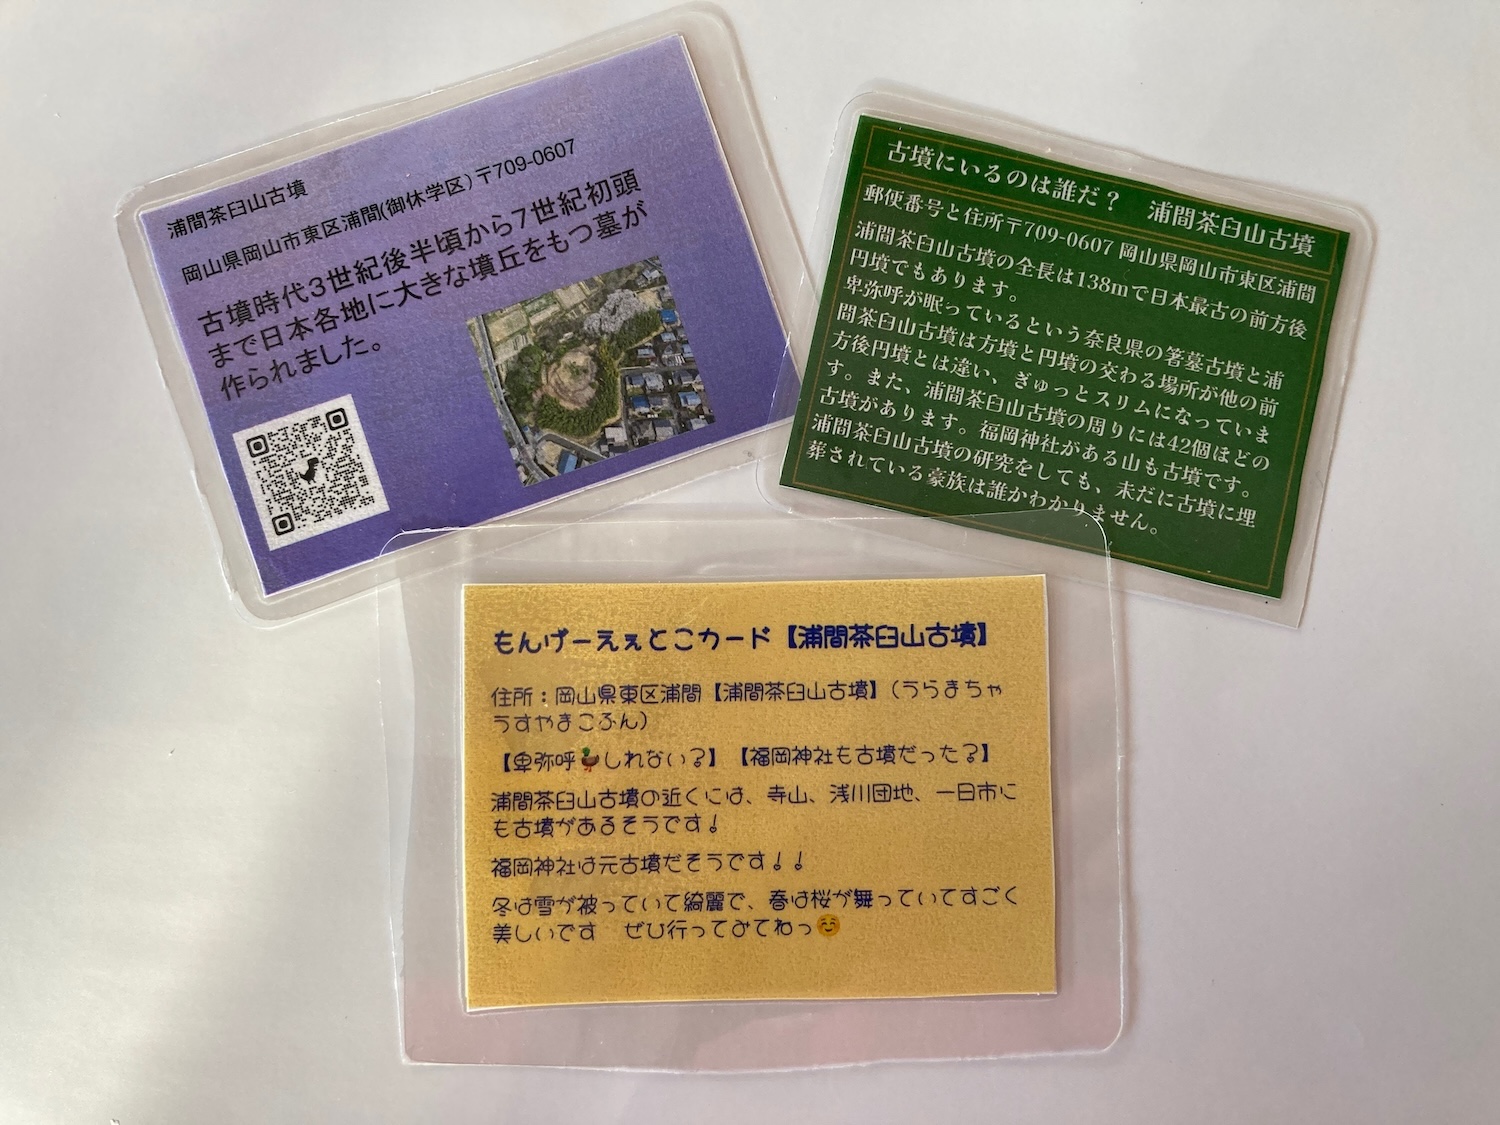 浦間茶臼山古墳
岡山県岡山市東区浦間(御休学区)〒709-0607
古墳時代3世紀後半頃から7世紀初頭
まで日本各地に大きな墳丘をもつ墓が
作られました。
古墳にいるのは誰だ？　浦間茶臼山古墳
郵便番号と住所〒709-0607 岡山県岡山市東区浦間
浦間茶臼山古墳の全長は138mで日本最古の前方後
円墳でもあります。
卑弥呼が眠っているという奈良県の箸墓古墳と浦
間茶臼山古墳は方墳と円墳の交わる場所が他の前
方後円墳とは違い、ぎゅっとスリムになっていま
す。また、浦間茶臼山古墳の周りには42個ほどの
古墳があります。福岡神社がある山も古墳です。
浦間茶臼山古墳の研究をしても、未だに古墳に埋
葬されている豪族は誰かわかりません。
もんげーえぇとこカード【浦間茶臼山古墳】
住所：岡山県東区浦間【浦間茶臼山古墳】（うらまちゃ
うすやまこふん）
【卑弥呼🦆しれない？】【福岡神社も古墳だった？】
浦間茶臼山古墳の近くには、寺山、浅川団地、一日市に
も古墳があるそうです！
福岡神社は元古墳だそうです！！
冬は雪が被っていて綺麗で、春は桜が舞っていてすごく
美しいです　ぜひ行ってみてねっ☺️